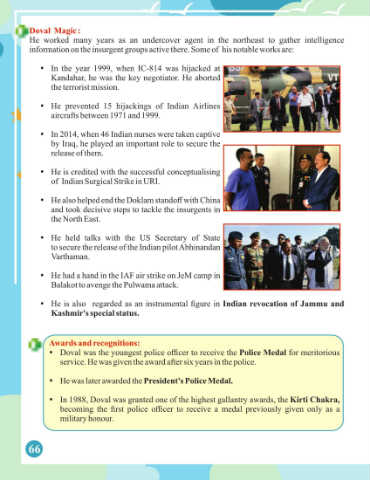 Doval Magic :
He worked many years as an undercover agent in the northeast to gather intelligence
information on the insurgent groups active there. Some of his notable works are:
• In the year 1999, when IC-814 was hijacked at
Kandahar, he was the key negotiator. He aborted
the terrorist mission.
• He prevented 15 hijackings of Indian Airlines
aircrafts between 1971 and 1999.
• In 2014, when 46 Indian nurses were taken captive
by Iraq, he played an important role to secure the
release of them.
• He is credited with the successful conceptualising
of Indian Surgical Strike in URI.
• He also helped end the Doklam standoff with China
and took decisive steps to tackle the insurgents in
the North East.
• He held talks with the US Secretary of State
to secure the release of the Indian pilot Abhinandan
Varthaman.
• He had a hand in the IAF air strike on JeM camp in
Balakot to avenge the Pulwama attack.
• He is also regarded as an instrumental figure in Indian revocation of Jammu and
Kashmir's special status.
Awards and recognitions:
• Doval was the youngest police officer to receive the Police Medal for meritorious
service. He was given the award after six years in the police.
• He was later awarded the President's Police Medal.
• In 1988, Doval was granted one of the highest gallantry awards, the Kirti Chakra,
becoming the first police officer to receive a medal previously given only as a
military honour.
66